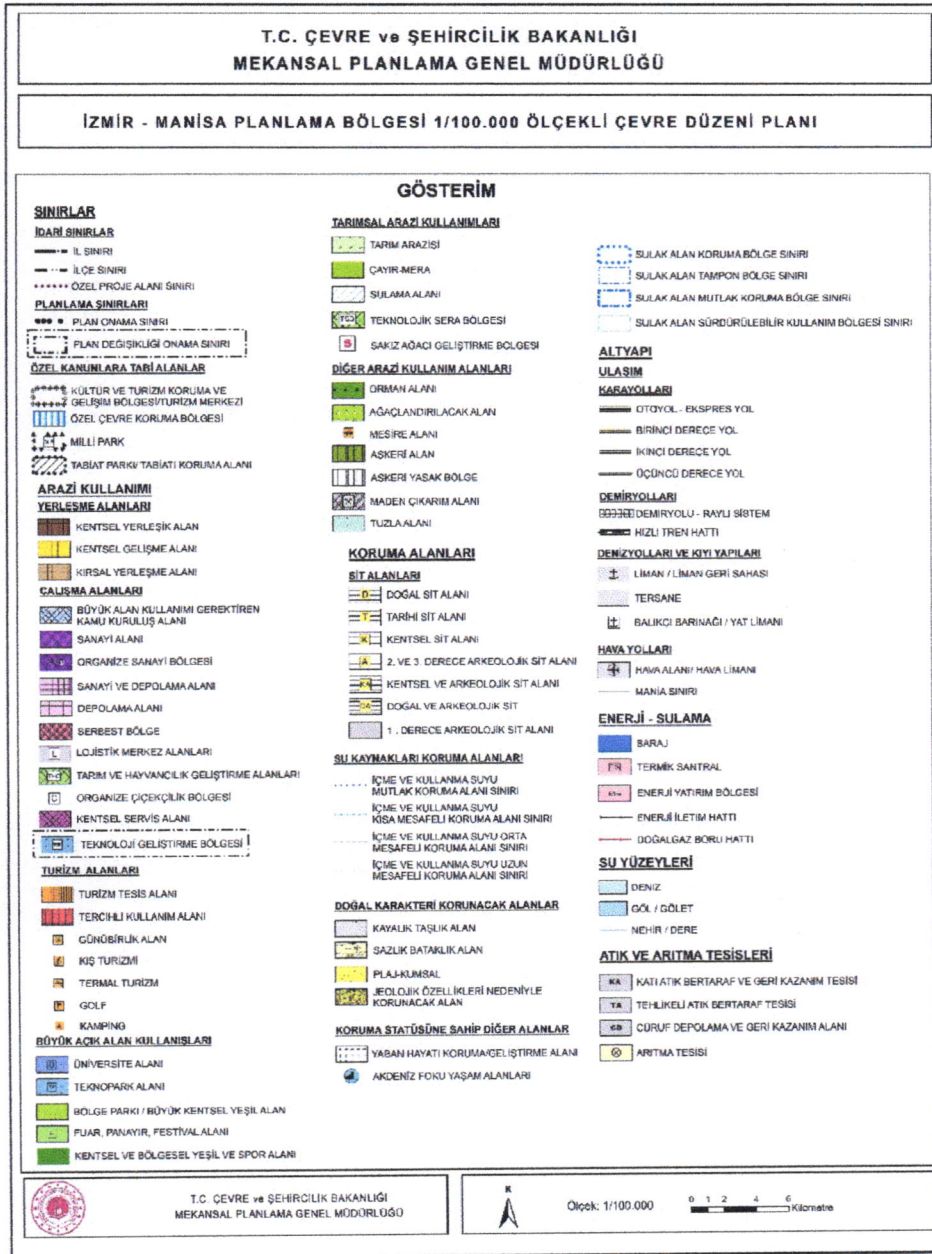 T.C. ÇEVRE ve ŞEHİRCİLİK BAKANLIĞI
MEKANSAL PLANLAMA GENEL MÜDÜRLÜĞÜ
İZMİR - MANİSA PLANLAMA BÖLGESİ 1/100.000 ÖLÇEKLİ ÇEVRE DÜZENİ PLANI
GÖSTERİM
SINIRLAR
İDARİ SINIRLAR
İL SINIRI
İLÇE SINIRI
ÖZEL PROJE ALANI SINIRI
PLANLAMA SINIRLARI
PLAN ONAMA SINIRI
PLAN DEĞİŞİKLİĞİ ONAMA SINIRI
ÖZEL KANUNLARA TABİ ALANLAR
KÜLTÜR VE TURİZM KORUMA VE
GELİŞİM BÖLGESİ/TURİZM MERKEZİ
ÖZEL ÇEVRE KORUMA BÖLGESİ
MİLLİ PARK
TABİAT PARKI/ TABİATI KORUMA ALANI
ARAZİ KULLANIMI
YERLEŞME ALANLARI
KENTSEL YERLEŞİK ALAN
KENTSEL GELİŞME ALANI
KIRSAL YERLEŞME ALANI
ÇALIŞMA ALANLARI
BÜYÜK ALAN KULLANIMI GEREKTİREN
KAMU KURULUŞ ALANI
SANAYİ ALANI
ORGANİZE SANAYİ BÖLGESİ
SANAYİ VE DEPOLAMA ALANI
DEPOLAMA ALANI
SERBEST BÖLGE
L LOJİSTİK MERKEZ ALANLARI
TARIM VE HAYVANCILIK GELİŞTİRME ALANLARI
Ç ORGANİZE ÇİÇEKÇİLİK BÖLGESİ
KENTSEL SERVİS ALANI
TEKNOLOJİ GELİŞTİRME BÖLGESİ
TURİZM ALANLARI
TURİZM TESİS ALANI
TERCİHLİ KULLANIM ALANI
GÜNÜBİRLİK ALAN
KIŞ TURİZMİ
TERMAL TURİZM
GOLF
KAMPİNG
BÜYÜK AÇIK ALAN KULLANIŞLARI
ÜNİVERSİTE ALANI
TEKNOPARK ALANI
BÖLGE PARKI / BÜYÜK KENTSEL YEŞİL ALAN
FUAR, PANAYIR, FESTİVAL ALANI
KENTSEL VE BÖLGESEL YEŞİL VE SPOR ALANI
TARIMSAL ARAZİ KULLANIMLARI
TARIM ARAZİSİ
ÇAYIR-MERA
SULAMA ALANI
TEKNOLOJİK SERA BÖLGESİ
S SAKIZ AĞACI GELİŞTİRME BÖLGESİ
DİĞER ARAZİ KULLANIM ALANLARI
ORMAN ALANI
AĞAÇLANDIRILACAK ALAN
MESİRE ALANI
ASKERİ ALAN
ASKERİ YASAK BÖLGE
MADEN ÇIKARIM ALANI
TUZLA ALANI
KORUMA ALANLARI
SİT ALANLARI
D DOĞAL SİT ALANI
T TARİHİ SİT ALANI
K KENTSEL SİT ALANI
A 2. VE 3. DERECE ARKEOLOJİK SİT ALANI
KA KENTSEL VE ARKEOLOJİK SİT ALANI
DA DOĞAL VE ARKEOLOJİK SİT
1 . DERECE ARKEOLOJİK SİT ALANI
SU KAYNAKLARI KORUMA ALANLARI
İÇME VE KULLANMA SUYU
MUTLAK KORUMA ALANI SINIRI
İÇME VE KULLANMA SUYU
KISA MESAFELİ KORUMA ALANI SINIRI
İÇME VE KULLANMA SUYU ORTA
MESAFELİ KORUMA ALANI SINIRI
İÇME VE KULLANMA SUYU UZUN
MESAFELİ KORUMA ALANI SINIRI
DOĞAL KARAKTERİ KORUNACAK ALANLAR
KAYALIK TAŞLIK ALAN
SAZLIK BATAKLIK ALAN
PLAJ-KUMSAL
JEOLOJİK ÖZELLİKLERİ NEDENİYLE
KORUNACAK ALAN
KORUMA STATÜSÜNE SAHİP DİĞER ALANLAR
YABAN HAYATI KORUMA/GELİŞTİRME ALANI
AKDENİZ FOKU YAŞAM ALANLARI
SULAK ALAN KORUMA BÖLGE SINIRI
SULAK ALAN TAMPON BÖLGE SINIRI
SULAK ALAN MUTLAK KORUMA BÖLGE SINIRI
SULAK ALAN SÜRDÜRÜLEBİLİR KULLANIM BÖLGESİ SINIRI
ALTYAPI
ULAŞIM
KARAYOLLARI
OTOYOL - EKSPRES YOL
BİRİNCİ DERECE YOL
İKİNCİ DERECE YOL
ÜÇÜNCÜ DERECE YOL
DEMİRYOLLARI
DEMİRYOLU - RAYLI SİSTEM
HIZLI TREN HATTI
DENİZYOLLARI VE KIYI YAPILARI
LİMAN / LİMAN GERİ SAHASI
TERSANE
BALIKÇI BARINAĞI / YAT LİMANI
HAVA YOLLARI
HAVA ALANI/ HAVA LİMANI
MANİA SINIRI
ENERJİ - SULAMA
BARAJ
TERMİK SANTRAL
ENERJİ YATIRIM BÖLGESİ
ENERJİ İLETİM HATTI
DOĞALGAZ BORU HATTI
SU YÜZEYLERİ
DENİZ
GÖL / GÖLET
NEHİR / DERE
ATIK VE ARITMA TESİSLERİ
KA KATI ATIK BERTARAF VE GERİ KAZANIM TESİSİ
TA TEHLİKELİ ATIK BERTARAF TESİSİ
CÜRUF DEPOLAMA VE GERİ KAZANIM ALANI
ARITMA TESİSİ
T.C. ÇEVRE ve ŞEHİRCİLİK BAKANLIĞI
MEKANSAL PLANLAMA GENEL MÜDÜRLÜĞÜ
K
Ölçek: 1/100.000
0 1 2 4 6
Kilometre